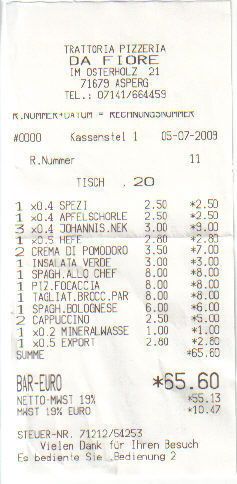 TRATTORIA PIZZERIA
DA FIORE
IM OSTERHOLZ 21
71679 ASPERG
TEL.: 07141/664459
R.NUMMER+DATUM = RECHNUNGSNUMMER
#0000 Kassenstel 1 05-07-2009
R.Nummer 11
TISCH . 20
1 x0.4 SPEZI 2.50 *2.50
1 x0.4 APFELSCHORLE 2.50 *2.50
3 x0.4 JOHANNIS.NEK 3.00 *9.00
1 x0.5 HEFE 2.80 *2.80
2 CREMA DI POMODORO 3.50 *7.00
1 INSALATA VERDE 3.00 *3.00
1 SPAGH.ALLO CHEF 8.00 *8.00
1 PIZ.FOCACCIA 8.00 *8.00
1 TAGLIAT.BROCC.PAR 8.00 *8.00
1 SPAGH.BOLOGNESE 6.00 *6.00
2 CAPPUCCINO 2.50 *5.00
1 x0.2 MINERALWASSE 1.00 *1.00
1 x0.5 EXPORT 2.80 *2.80
SUMME *65.60
BAR-EURO *65.60
NETTO-MWST 19% *55.13
MWST 19% EURO *10.47
STEUER-NR. 71212/54253
Vielen Dank für Ihren Besuch
Es bediente Sie .Bedienung 2